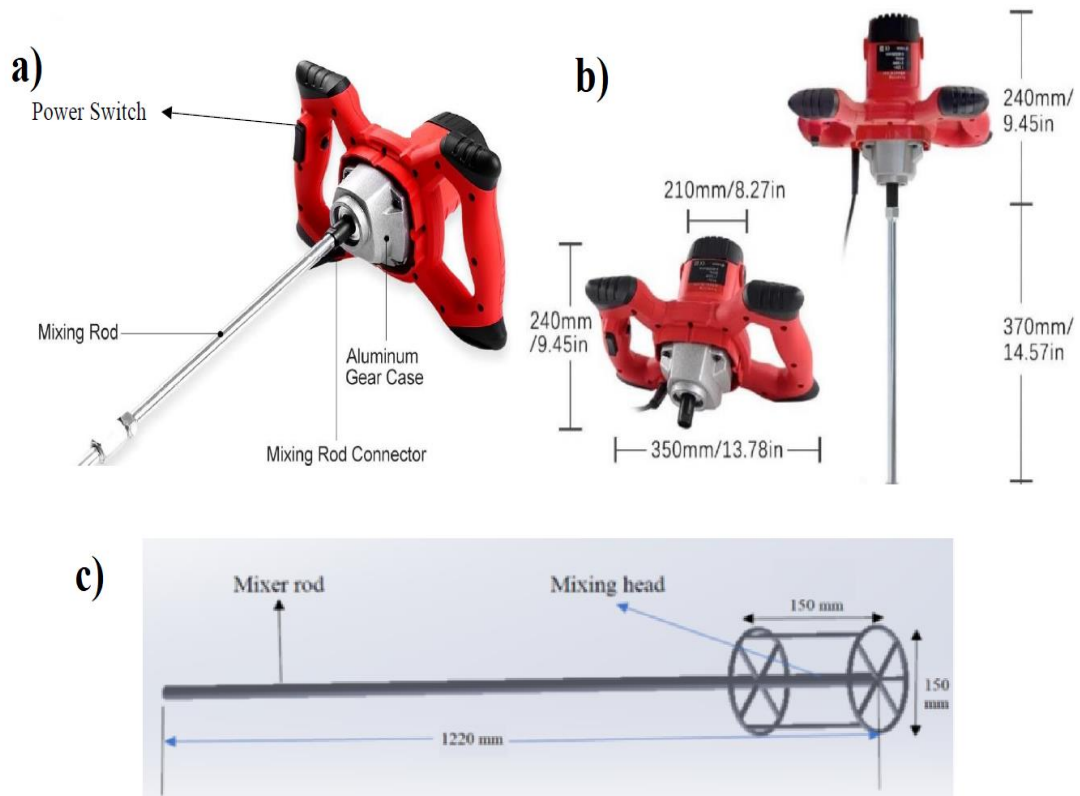 a)
Power Switch
Mixing Rod
Aluminum
Gear Case
Mixing Rod Connector
b)
240mm/
9.45in
210mm/8.27in
240mm
/9.45in
370mm/
14.57in
350mm/13.78in
c)
Mixer rod
Mixing head
150 mm
150
mm
1220 mm